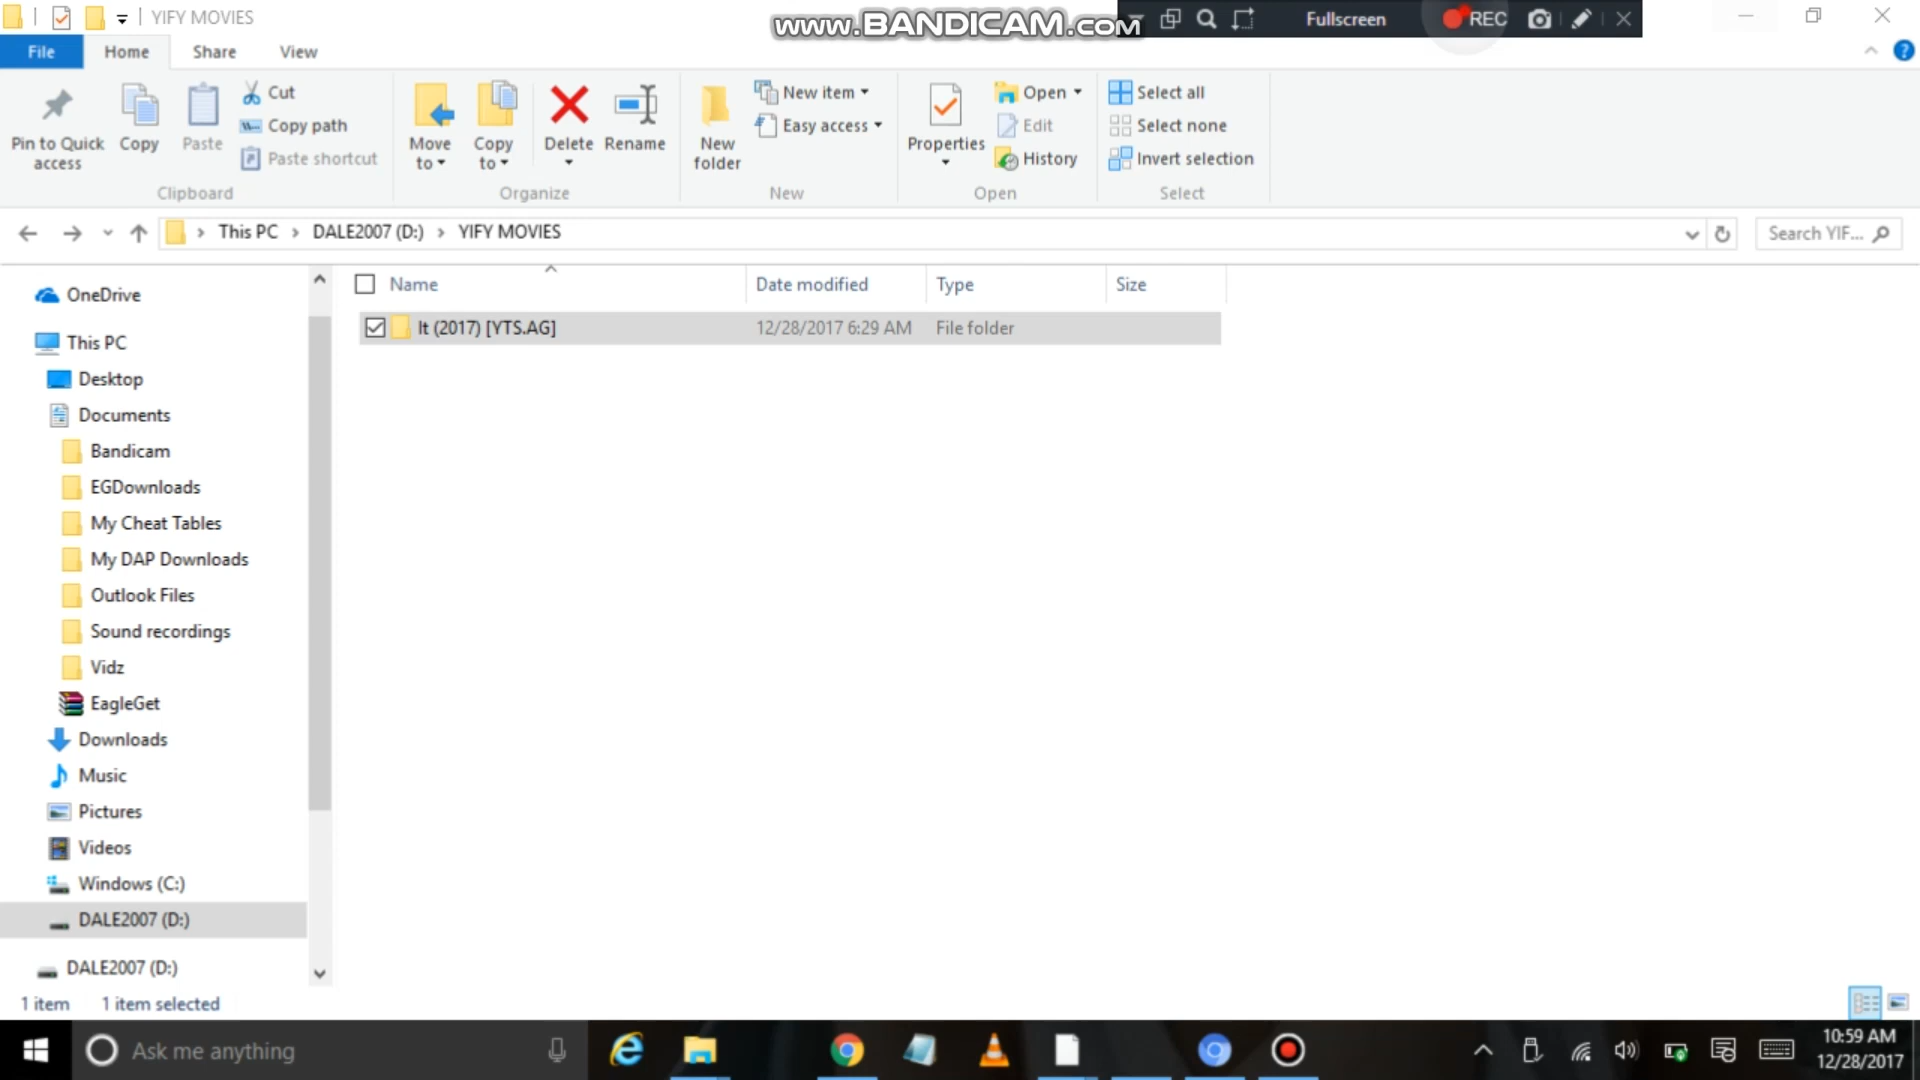 YIFY MOVIES
www.BANDICAM.com
Fullscreen
REC
File
Home
Share
View
Pin to Quick
access
Copy
Paste
Cut
Copy path
Paste shortcut
Clipboard
Move
to
Copy
to
Delete
Rename
Organize
New
folder
New item
Easy access
New
Properties
Open
Edit
History
Open
Select all
Select none
Invert selection
Select
This PC > DALE2007 (D:) > YIFY MOVIES
Search YIF...
Name
Date modified
Type
Size
It (2017) [YTS.AG]
12/28/2017 6:29 AM
File folder
OneDrive
This PC
Desktop
Documents
Bandicam
EGDownloads
My Cheat Tables
My DAP Downloads
Outlook Files
Sound recordings
Vidz
EagleGet
Downloads
Music
Pictures
Videos
Windows (C:)
DALE2007 (D:)
DALE2007 (D:)
1 item
1 item selected
Ask me anything
10:59 AM
12/28/2017